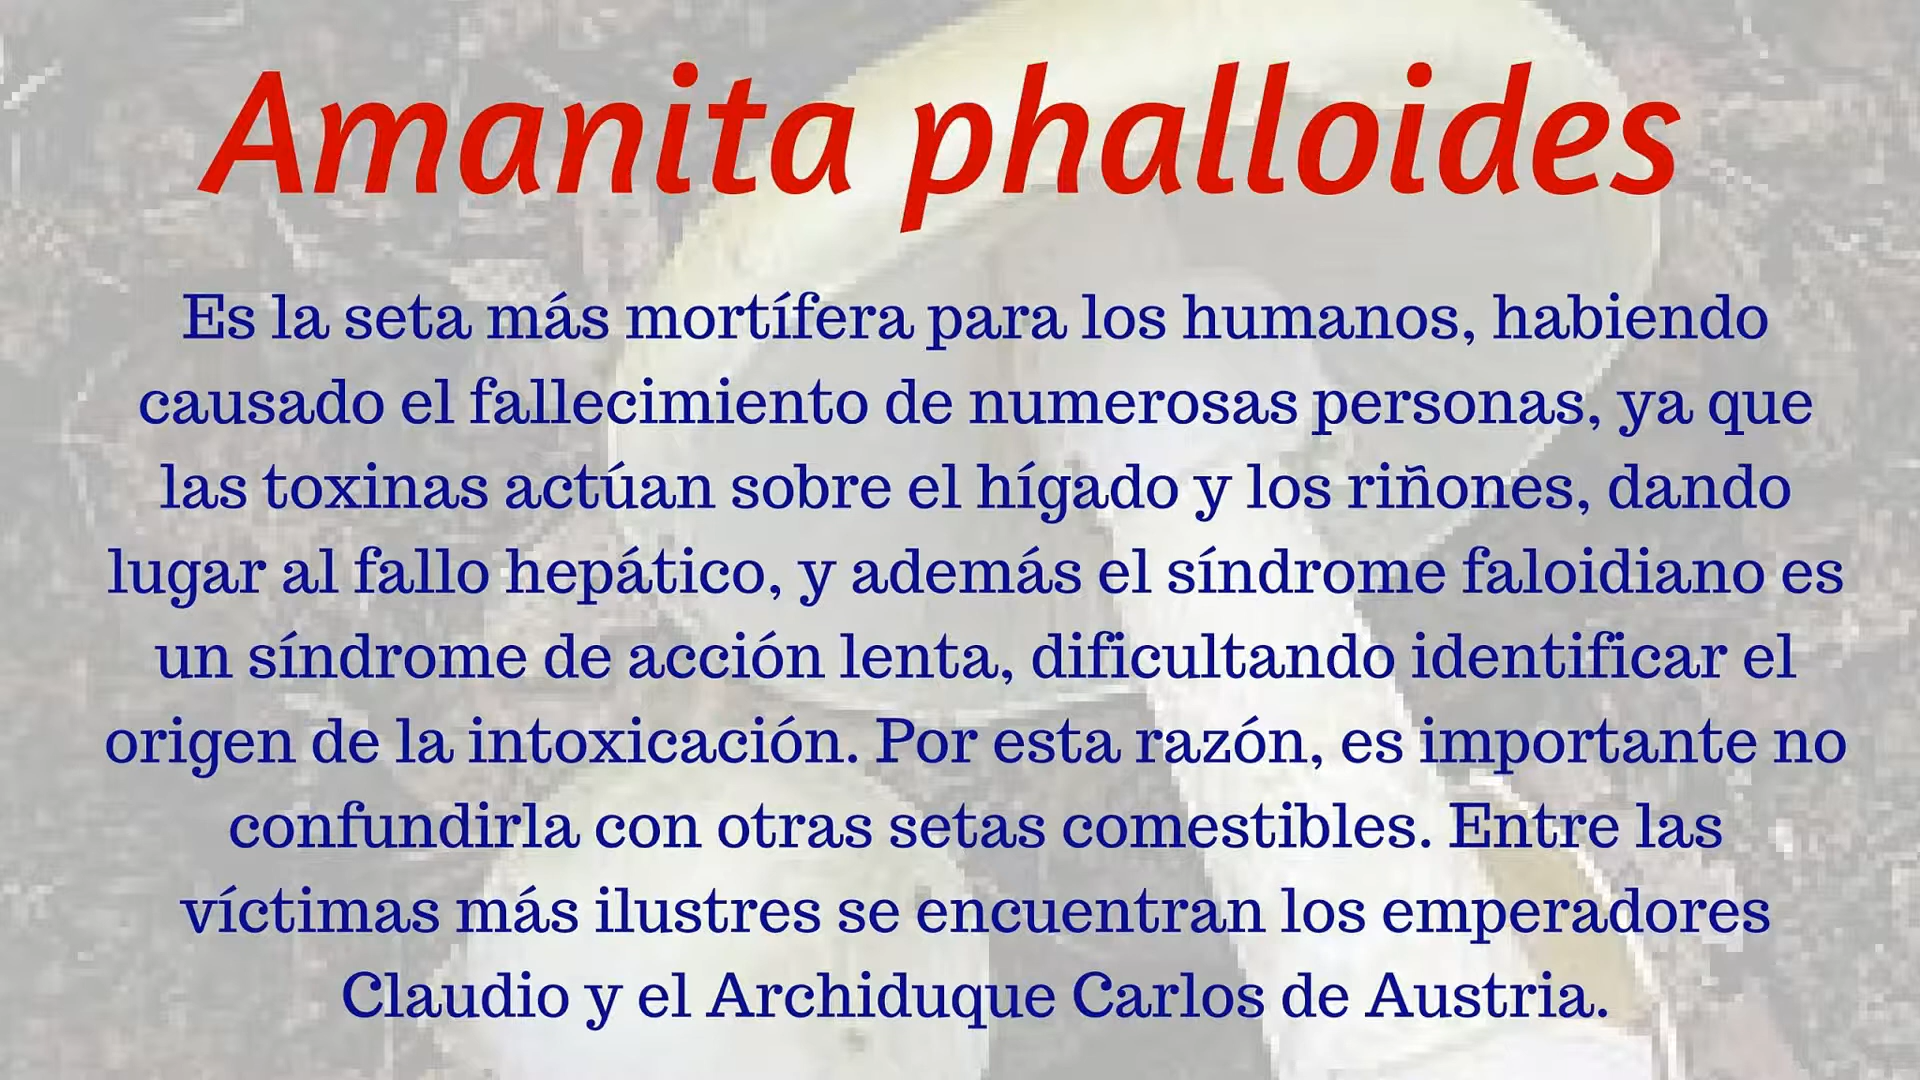 Amanita phalloides
Es la seta más mortífera para los humanos, habiendo
causado el fallecimiento de numerosas personas, ya que
las toxinas actúan sobre el hígado y los riñones, dando
lugar al fallo hepático, y además el síndrome faloidiano es
un síndrome de acción lenta, dificultando identificar el
origen de la intoxicación. Por esta razón, es importante no
confundirla con otras setas comestibles. Entre las
víctimas más ilustres se encuentran los emperadores
Claudio y el Archiduque Carlos de Austria.